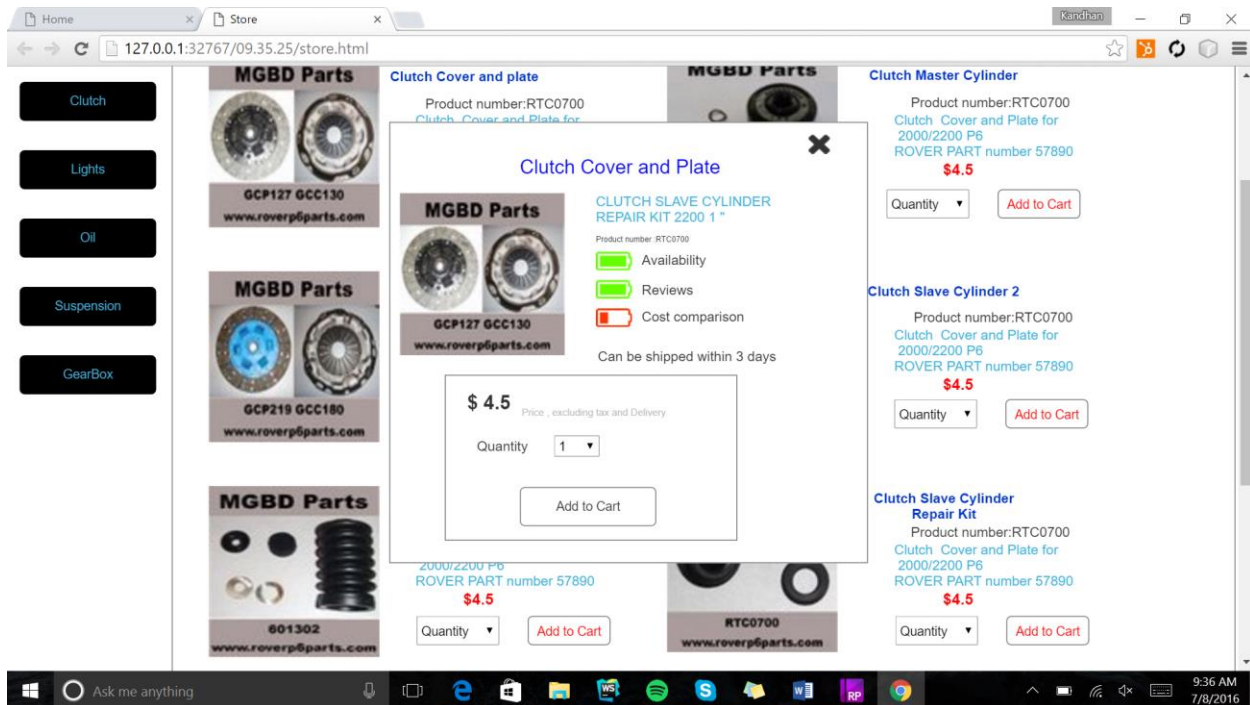 Home
Store
Kandhan
127.0.0.1:32767/09.35.25/store.html
Clutch
Lights
Oil
Suspension
GearBox
MGBD Parts
GCP127 GCC130
www.roverp6parts.com
Clutch Cover and plate
Product number:RTC0700
Clutch Cover and Plate for
MGBD Parts
Clutch Master Cylinder
Product number:RTC0700
Clutch Cover and Plate for
2000/2200 P6
ROVER PART number 57890
$4.5
Quantity
Add to Cart
Clutch Cover and Plate
MGBD Parts
GCP127 GCC130
www.roverp6parts.com
CLUTCH SLAVE CYLINDER
REPAIR KIT 2200 1 "
Product number :RTC0700
Availability
Reviews
Cost comparison
Can be shipped within 3 days
$ 4.5
Price , excluding tax and Delivery
Quantity
1
Add to Cart
MGBD Parts
GCP219 GCC180
www.roverp6parts.com
Clutch Slave Cylinder 2
Product number:RTC0700
Clutch Cover and Plate for
2000/2200 P6
ROVER PART number 57890
$4.5
Quantity
Add to Cart
MGBD Parts
601302
www.roverp6parts.com
2000/2200 P6
ROVER PART number 57890
$4.5
Quantity
Add to Cart
RTC0700
www.roverp6parts.com
Clutch Slave Cylinder
Repair Kit
Product number:RTC0700
Clutch Cover and Plate for
2000/2200 P6
ROVER PART number 57890
$4.5
Quantity
Add to Cart
Ask me anything
WS
RP
9:36 AM
7/8/2016